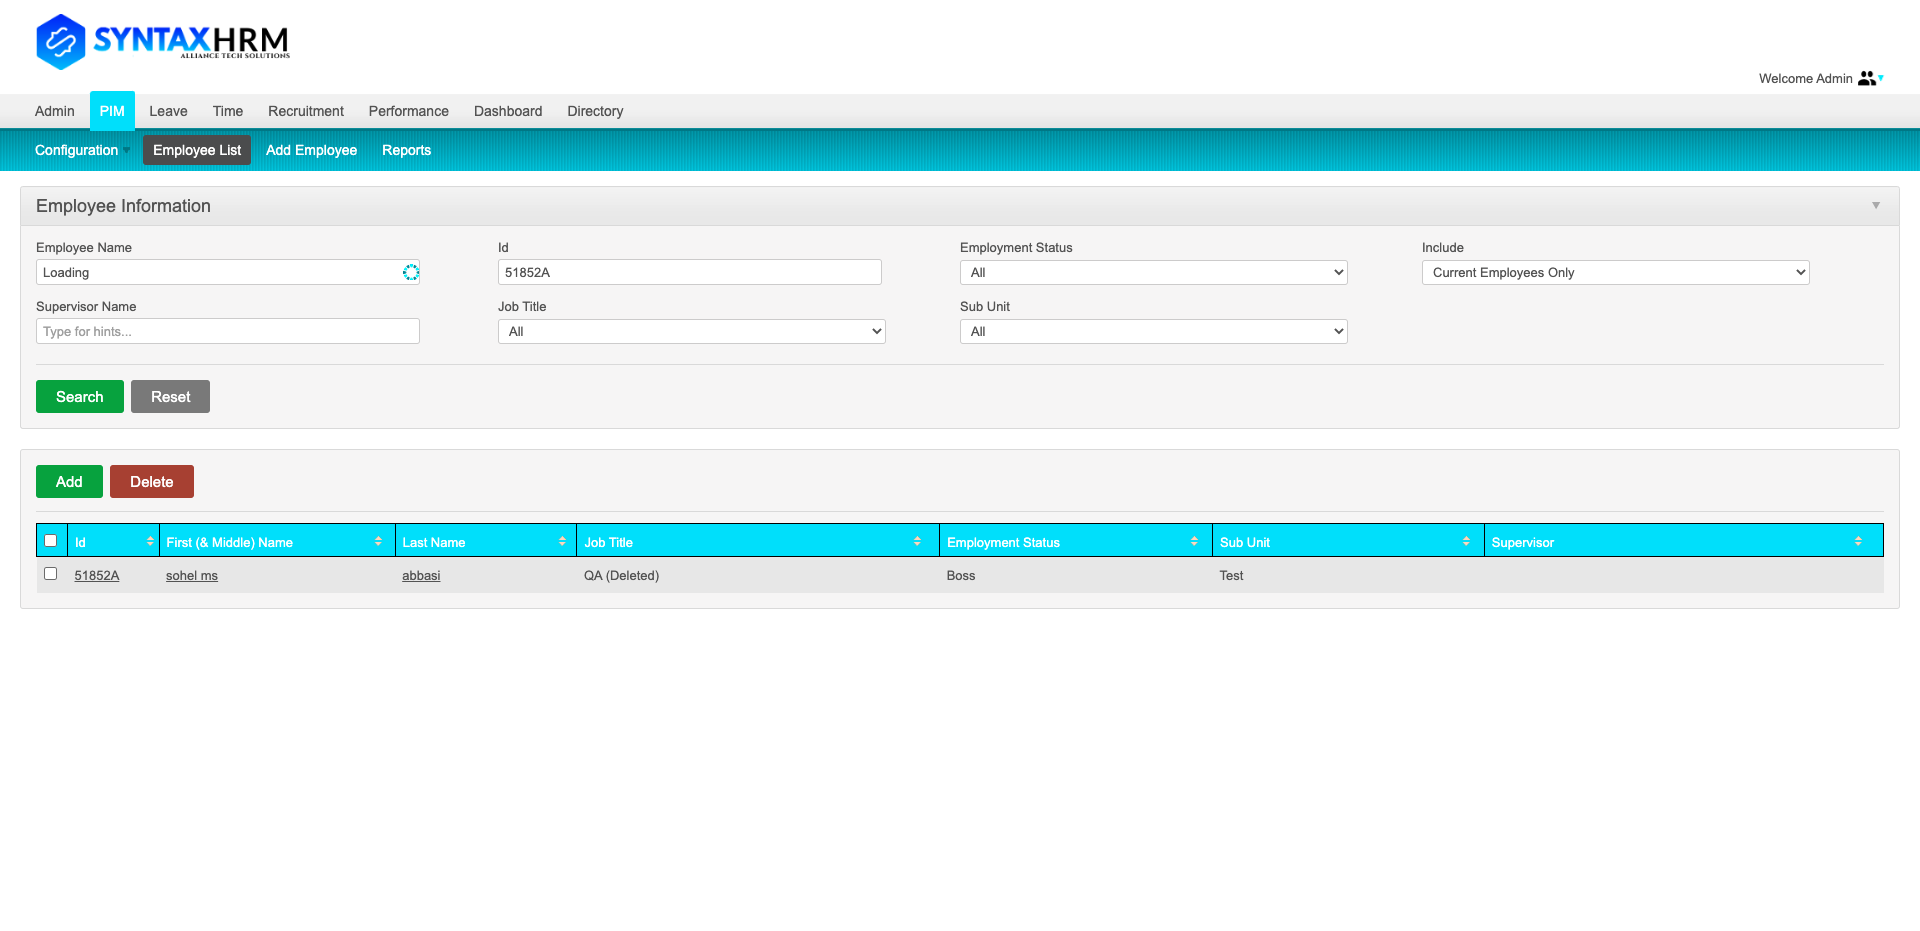 SYNTAXHRM
ALLIANCE TECH SOLUTIONS
Welcome Admin
Admin PIM Leave Time Recruitment Performance Dashboard Directory
Configuration Employee List Add Employee Reports
Employee Information
Employee Name Id Employment Status Include
Loading 51852A All Current Employees Only
Supervisor Name Job Title Sub Unit
Type for hints... All All
Search Reset
Add Delete
Id First (& Middle) Name Last Name Job Title Employment Status Sub Unit Supervisor
51852A sohel ms abbasi QA (Deleted) Boss Test